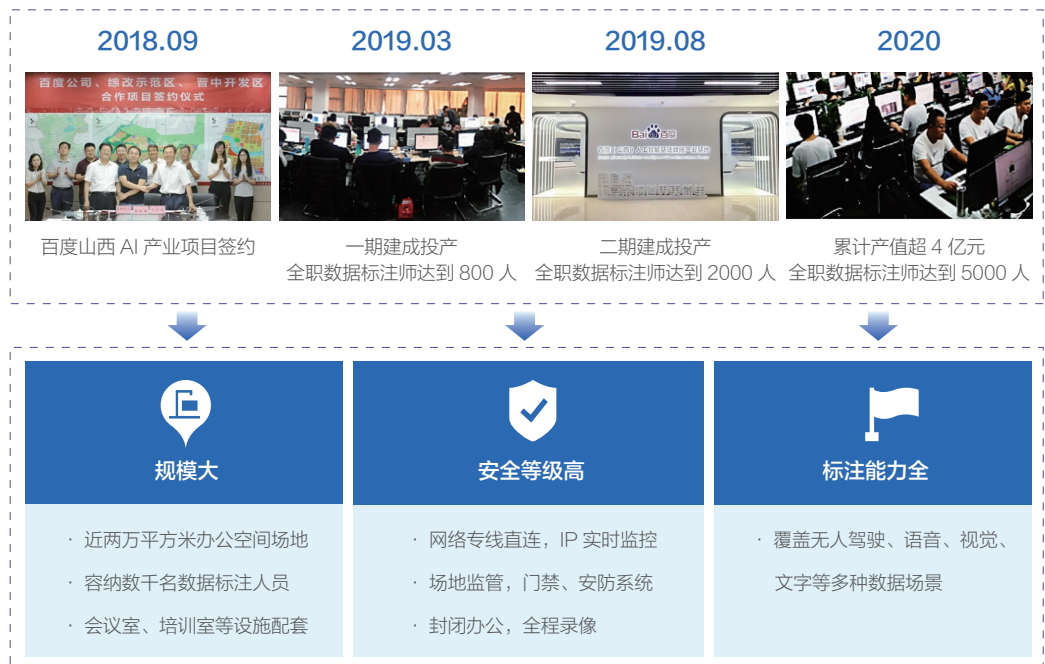 2018.09
2019.03
2019.08
2020
百度公司、综改示范区、晋中开发区
合作项目签约仪式
Bai 百度
百度山西 AI 产业项目签约
一期建成投产
全职数据标注师达到 800 人
二期建成投产
全职数据标注师达到 2000 人
累计产值超 4 亿元
全职数据标注师达到 5000 人
规模大
· 近两万平方米办公空间场地
· 容纳数千名数据标注人员
· 会议室、培训室等设施配套
安全等级高
· 网络专线直连，IP 实时监控
· 场地监管，门禁、安防系统
· 封闭办公，全程录像
标注能力全
· 覆盖无人驾驶、语音、视觉、
文字等多种数据场景